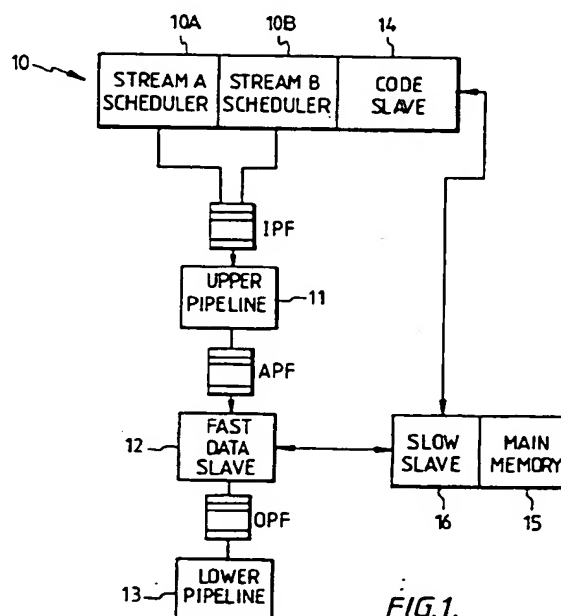 10A 10B 14
10
STREAM A SCHEDULER
STREAM B SCHEDULER
CODE SLAVE
IPF
UPPER PIPELINE
11
APF
12
FAST DATA SLAVE
SLOW SLAVE
MAIN MEMORY
16 15
OPF
13
LOWER PIPELINE
FIG.1.